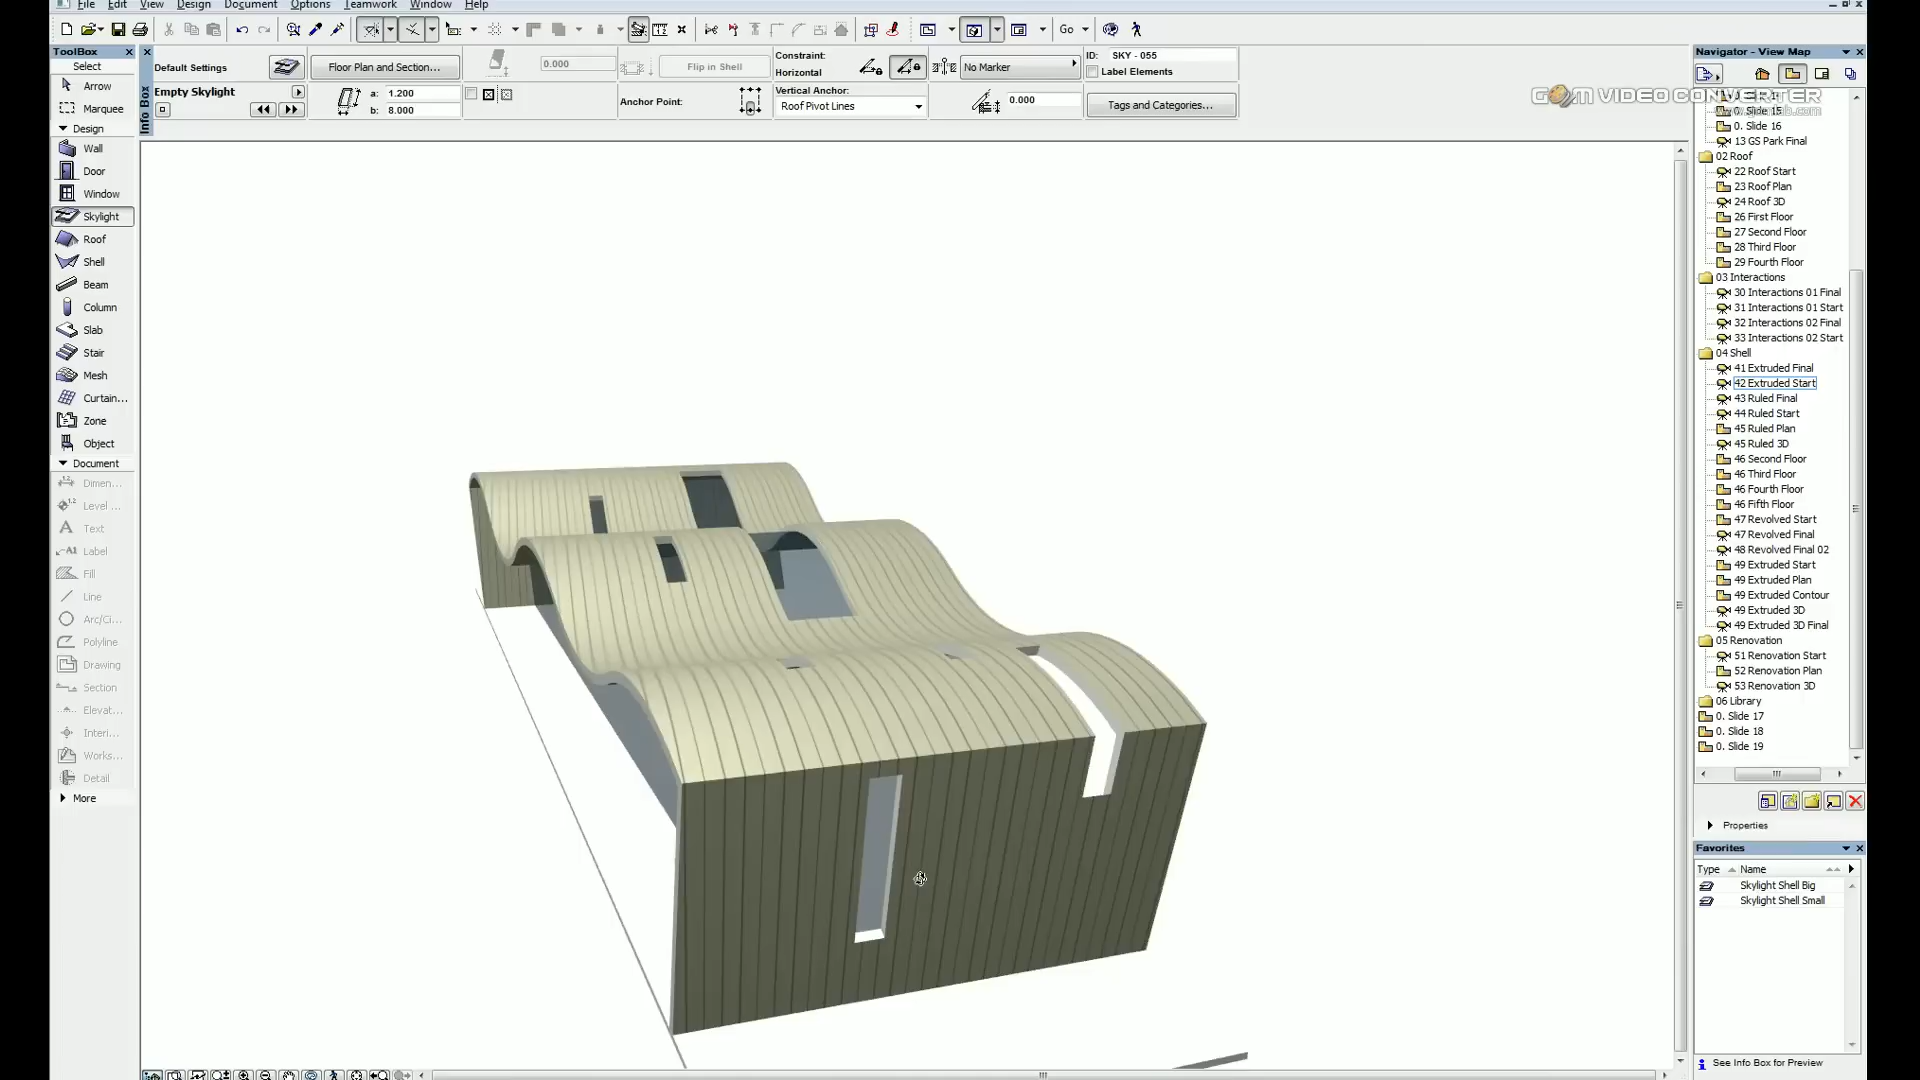 File Edit View Design Document Options Teamwork Window Help
Go
ToolBox
Select
Arrow
Marquee
Design
Wall
Door
Window
Skylight
Roof
Shell
Beam
Column
Slab
Stair
Mesh
Curtain...
Zone
Object
Document
Dimen...
Level ...
Text
Label
Fill
Line
Arc/Ci...
Polyline
Drawing
Section
Elevat...
Interi...
Works...
Detail
More
Info Box
Default Settings
Empty Skylight
Floor Plan and Section...
a: 1.200
b: 8.000
0.000
Flip in Shell
Anchor Point:
Constraint:
Horizontal
Vertical Anchor:
Roof Pivot Lines
No Marker
0.000
ID: SKY - 055
Label Elements
Tags and Categories...
Navigator - View Map
GOM VIDEO CONVERTER
0. Slide 15
0. Slide 16
13 GS Park Final
02 Roof
22 Roof Start
23 Roof Plan
24 Roof 3D
26 First Floor
27 Second Floor
28 Third Floor
29 Fourth Floor
03 Interactions
30 Interactions 01 Final
31 Interactions 01 Start
32 Interactions 02 Final
33 Interactions 02 Start
04 Shell
41 Extruded Final
42 Extruded Start
43 Ruled Final
44 Ruled Start
45 Ruled Plan
45 Ruled 3D
46 Second Floor
46 Third Floor
46 Fourth Floor
46 Fifth Floor
47 Revolved Start
47 Revolved Final
48 Revolved Final 02
49 Extruded Start
49 Extruded Plan
49 Extruded Contour
49 Extruded 3D
49 Extruded 3D Final
05 Renovation
51 Renovation Start
52 Renovation Plan
53 Renovation 3D
06 Library
0. Slide 17
0. Slide 18
0. Slide 19
Properties
Favorites
Type Name
Skylight Shell Big
Skylight Shell Small
See Info Box for Preview